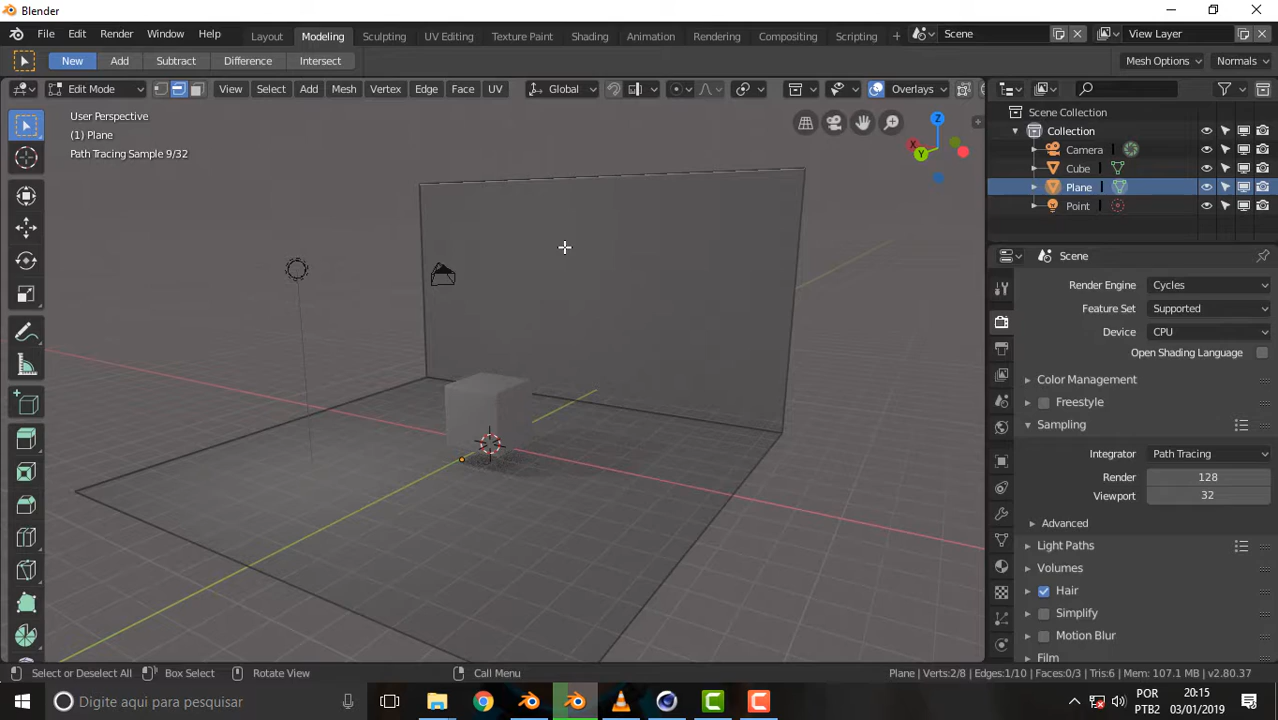 Blender
File Edit Render Window Help Layout Modeling Sculpting UV Editing Texture Paint Shading Animation Rendering Compositing Scripting + Scene View Layer
New Add Subtract Difference Intersect Mesh Options Normals
Edit Mode View Select Add Mesh Vertex Edge Face UV Global Overlays
User Perspective
(1) Plane
Path Tracing Sample 9/32
Z
X
Y
Scene Collection
Collection
Camera
Cube
Plane
Point
Scene
Render Engine Cycles
Feature Set Supported
Device CPU
Open Shading Language
Color Management
Freestyle
Sampling
Integrator Path Tracing
Render 128
Viewport 32
Advanced
Light Paths
Volumes
Hair
Simplify
Motion Blur
Film
Select or Deselect All Box Select Rotate View Call Menu Plane | Verts:2/8 | Edges:1/10 | Faces:0/3 | Tris:6 | Mem: 107.1 MB | v2.80.37
Digite aqui para pesquisar
POR
PTB2
20:15
03/01/2019